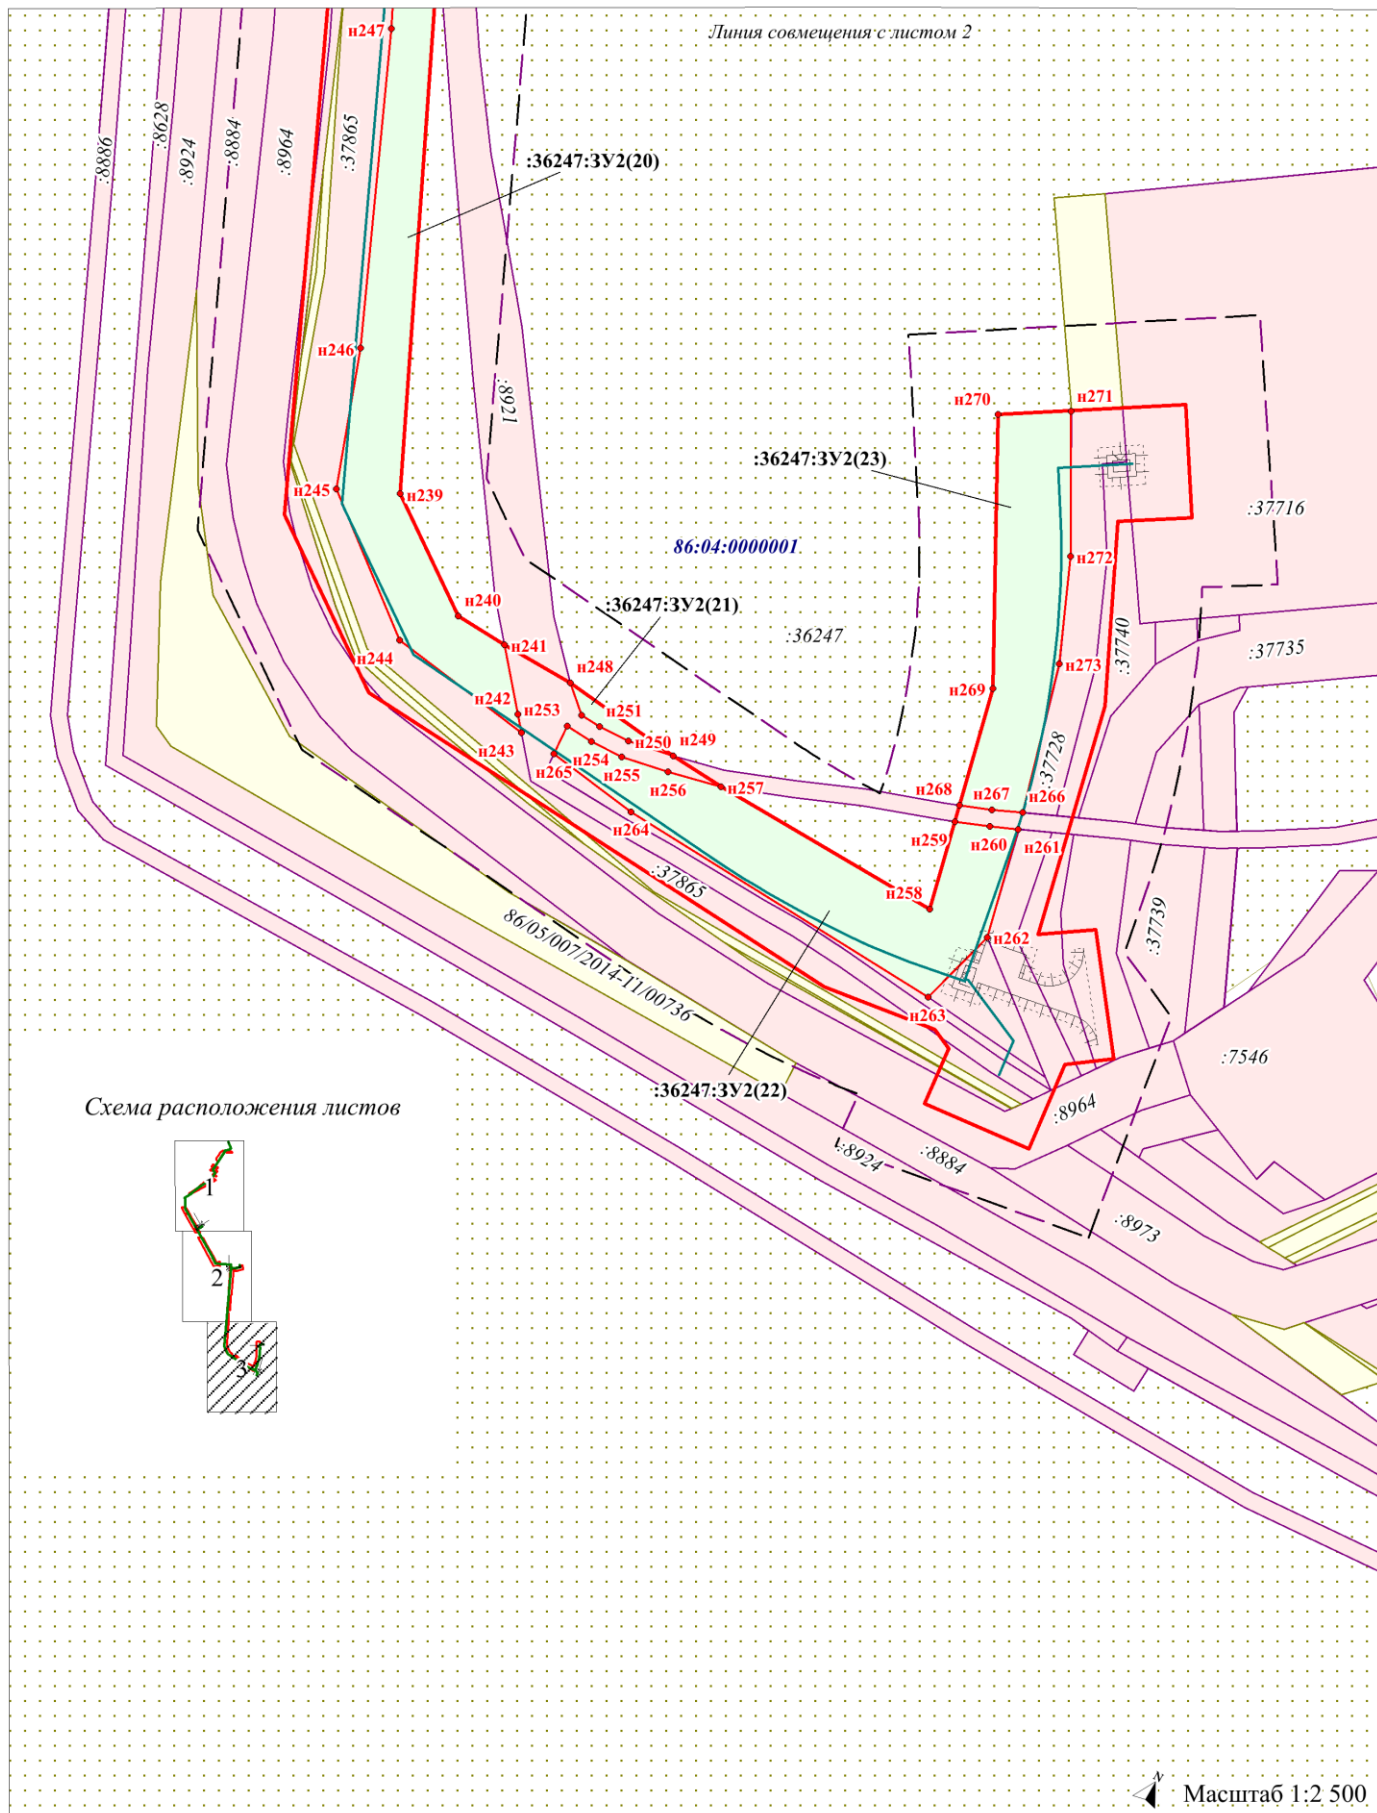 Линия совмещения с листом 2
н247
:8886
:8628
:8924
:8884
:8964
:37865
:36247:ЗУ2(20)
н246
:8921
н270
н271
:36247:ЗУ2(23)
н245
н239
:37716
86:04:0000001
н272
н240
:36247:ЗУ2(21)
:36247
:37740
:37735
н241
н244
н248
н273
н269
н242
н253
н251
н243
н250
н249
н254
н265
н255
:37728
н256
н257
н268
н267
н266
н264
н259
н260
н261
:37865
н258
86/05/007/2014-11/00736
н262
:37739
н263
:7546
:36247:ЗУ2(22)
:8964
Схема расположения листов
:8924
:8884
1
:8973
2
3
N
Масштаб 1:2 500